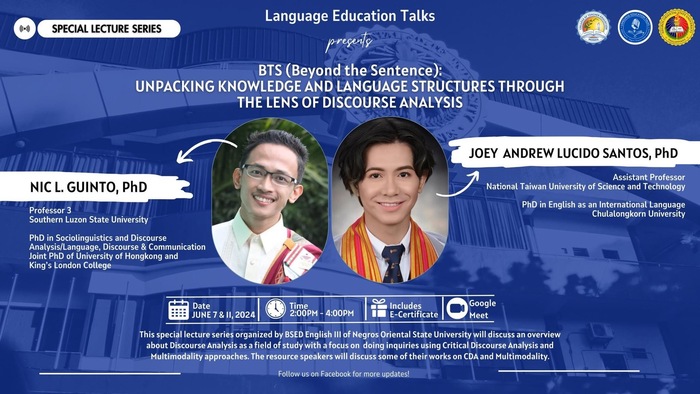 SPECIAL LECTURE SERIES
Language Education Talks
presents
BTS (Beyond the Sentence):
UNPACKING KNOWLEDGE AND LANGUAGE STRUCTURES THROUGH
THE LENS OF DISCOURSE ANALYSIS
NIC L. GUINTO, PhD
Professor 3
Southern Luzon State University
PhD in Sociolinguistics and Discourse
Analysis/Language, Discourse & Communication
Joint PhD of University of Hongkong and
King's London College
JOEY ANDREW LUCIDO SANTOS, PhD
Assistant Professor
National Taiwan University of Science and Technology
PhD in English as an International Language
Chulalongkorn University
Date
JUNE 7 & II, 2024
Time
2:00PM - 4:00PM
Includes
E-Certificate
Google
Meet
This special lecture series organized by BSED English III of Negros Oriental State University will discuss an overview
about Discourse Analysis as a field of study with a focus on doing inquiries using Critical Discourse Analysis and
Multimodality approaches. The resource speakers will discuss some of their works on CDA and Multimodality.
Follow us on Facebook for more updates!